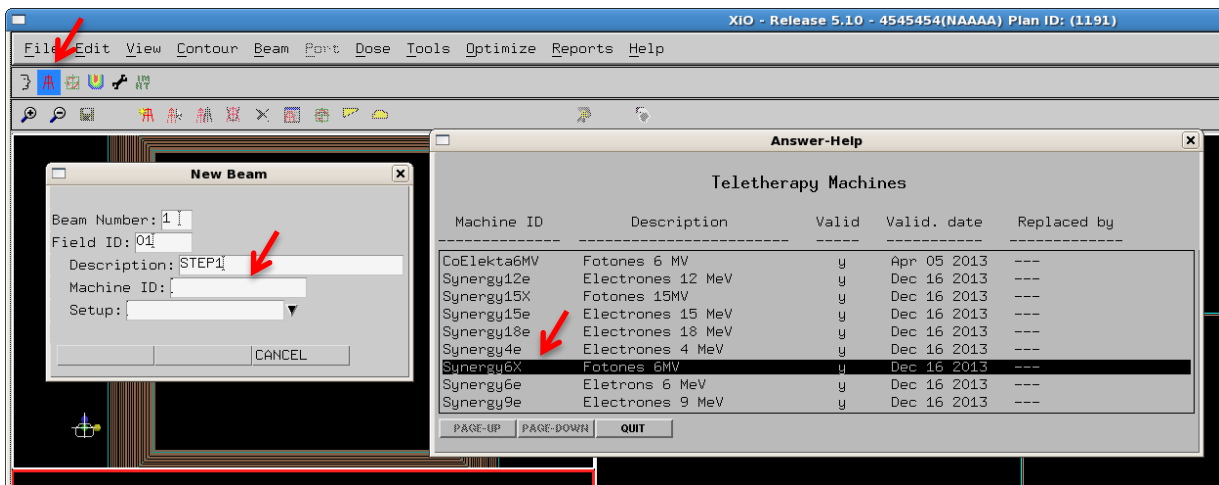 XiO - Release 5.10 - 4545454(NAAAA) Plan ID: (1191)
File Edit View Contour Beam Port Dose Tools Optimize Reports Help
IM
RT
New Beam
Beam Number: 1
Field ID: 01
Description: STEP1
Machine ID:
Setup:
CANCEL
Answer-Help
Teletherapy Machines
Machine ID Description Valid Valid. date Replaced by
------------- ----------------------- ----- ----------- -------------
CoElekta6MV Fotones 6 MV y Apr 05 2013 ---
Synergy12e Electrones 12 MeV y Dec 16 2013 ---
Synergy15X Fotones 15MV y Dec 16 2013 ---
Synergy15e Electrones 15 MeV y Dec 16 2013 ---
Synergy18e Electrones 18 MeV y Dec 16 2013 ---
Synergy4e Electrones 4 MeV y Dec 16 2013 ---
Synergy6X Fotones 6MV y Dec 16 2013 ---
Synergy6e Eletrons 6 MeV y Dec 16 2013 ---
Synergy9e Electrones 9 MeV y Dec 16 2013 ---
PAGE-UP PAGE-DOWN QUIT